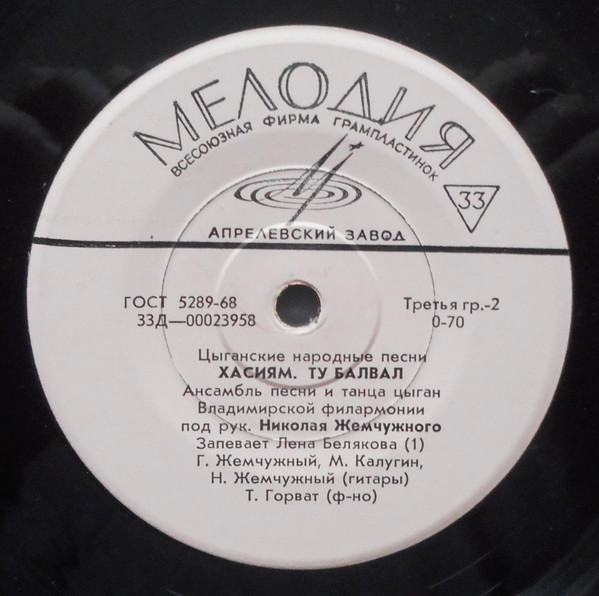 МЕЛОДИЯ
ВСЕСОЮЗНАЯ ФИРМА ГРАМПЛАСТИНОК
33
АПРЕЛЕВСКИЙ ЗАВОД
ГОСТ 5289-68 Третья гр.-2
33Д—00023958 0-70
Цыганские народные песни
ХАСИЯМ. ТУ БАЛВАЛ
Ансамбль песни и танца цыган
Владимирской филармонии
под рук. Николая Жемчужного
Запевает Лена Белякова (1)
Г. Жемчужный, М. Калугин,
Н. Жемчужный (гитары)
Т. Горват (ф-но)